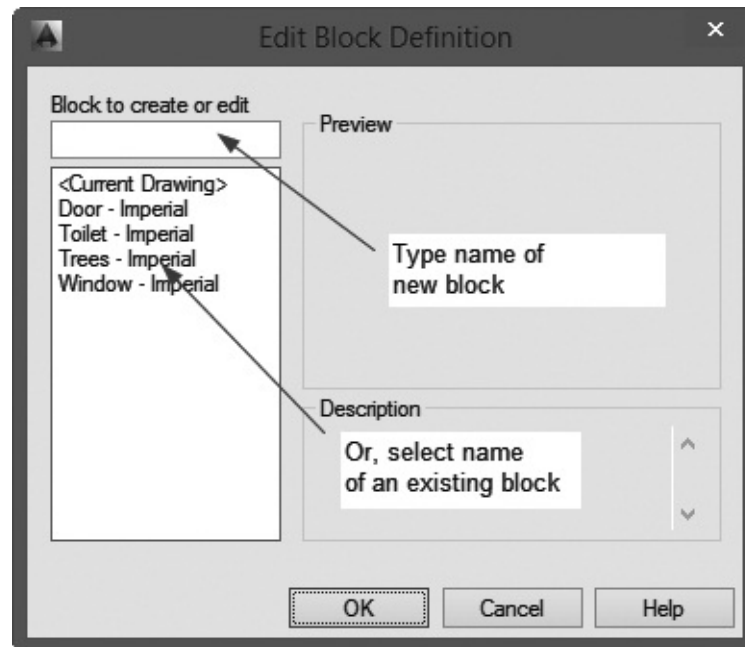 Edit Block Definition
Block to create or edit
<Current Drawing>
Door - Imperial
Toilet - Imperial
Trees - Imperial
Window - Imperial
Preview
Type name of
new block
Description
Or, select name
of an existing block
OK
Cancel
Help